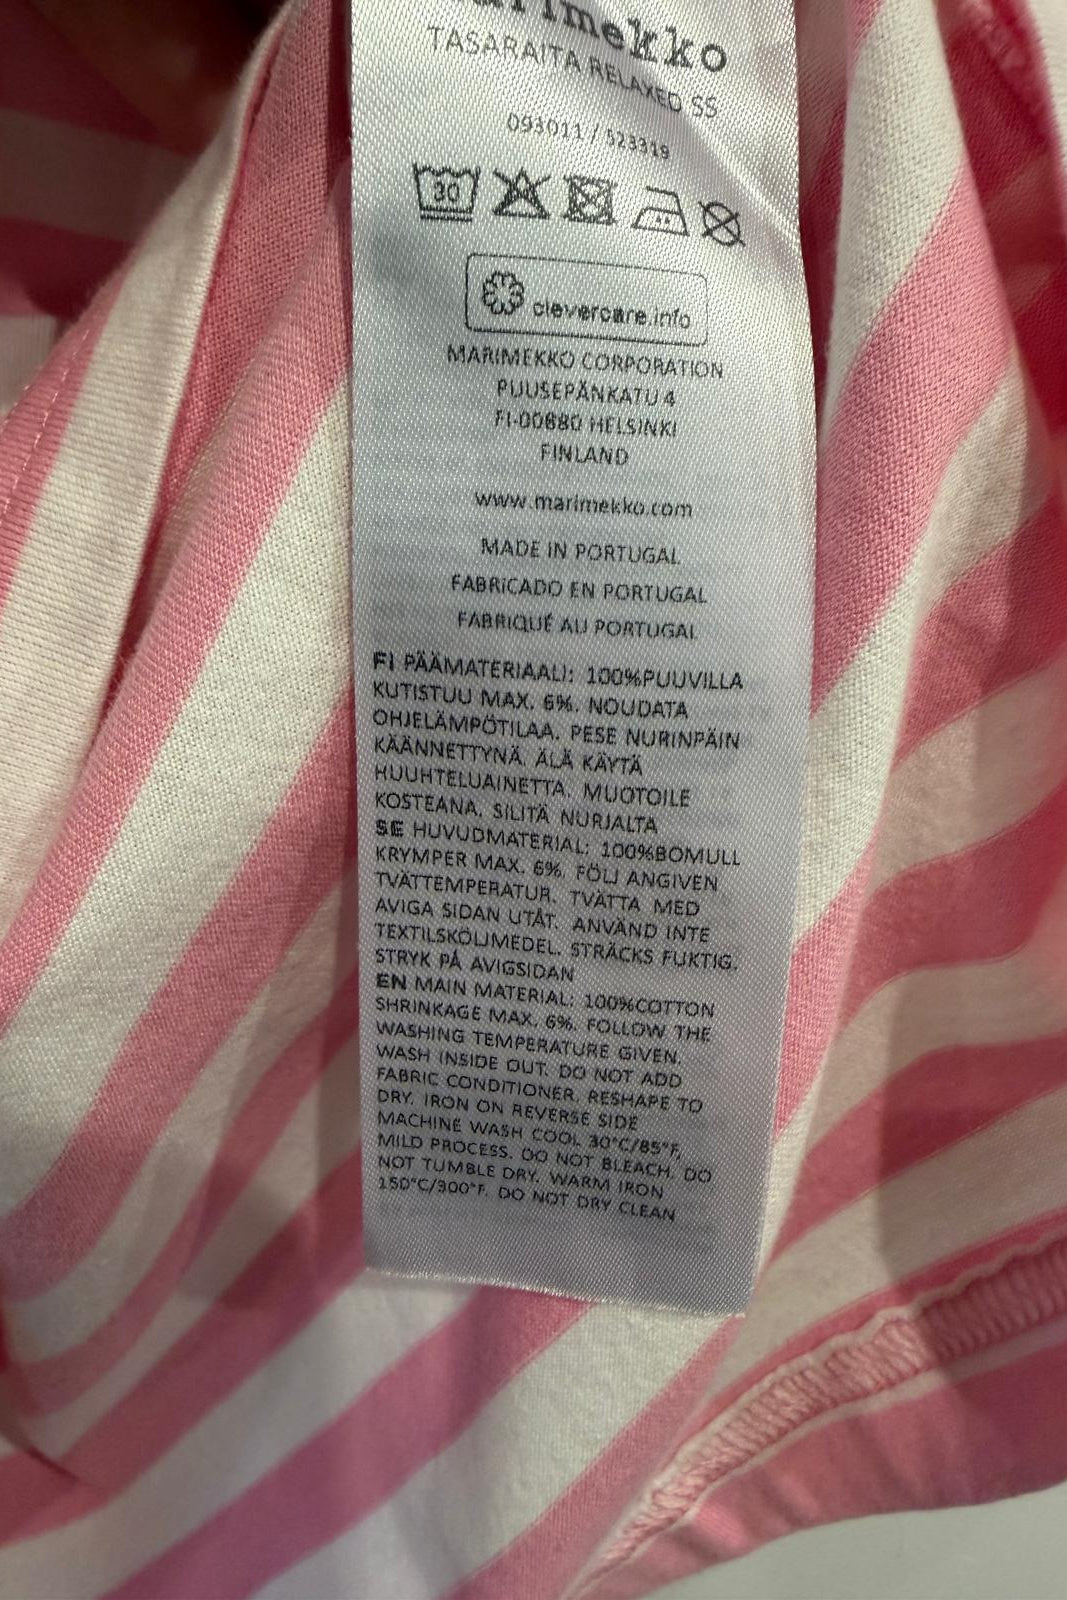 marimekko
TASARAITA RELAXED SS
093011 / 523319
30
clevercare.info
MARIMEKKO CORPORATION
PUUSEPÄNKATU 4
FI-00880 HELSINKI
FINLAND
www.marimekko.com
MADE IN PORTUGAL
FABRICADO EN PORTUGAL
FABRIQUÉ AU PORTUGAL
FI PÄÄMATERIAALI: 100%PUUVILLA
KUTISTUU MAX. 6%. NOUDATA
OHJELÄMPÖTILAA. PESE NURINPÄIN
KÄÄNNETTYNÄ. ÄLÄ KÄYTÄ
HUUHTELUAINETTA. MUOTOILE
KOSTEANA. SILITÄ NURJALTA
SE HUVUDMATERIAL: 100%BOMULL
KRYMPER MAX. 6%. FÖLJ ANGIVEN
TVÄTTEMPERATUR. TVÄTTA MED
AVIGA SIDAN UTÅT. ANVÄND INTE
TEXTILSKÖLJMEDEL. STRÄCKS FUKTIG.
STRYK PÅ AVIGSIDAN
EN MAIN MATERIAL: 100%COTTON
SHRINKAGE MAX. 6%. FOLLOW THE
WASHING TEMPERATURE GIVEN.
WASH INSIDE OUT. DO NOT ADD
FABRIC CONDITIONER. RESHAPE TO
DRY. IRON ON REVERSE SIDE
MACHINE WASH COOL 30°C/85°F,
MILD PROCESS. DO NOT BLEACH. DO
NOT TUMBLE DRY. WARM IRON
150°C/300°F. DO NOT DRY CLEAN